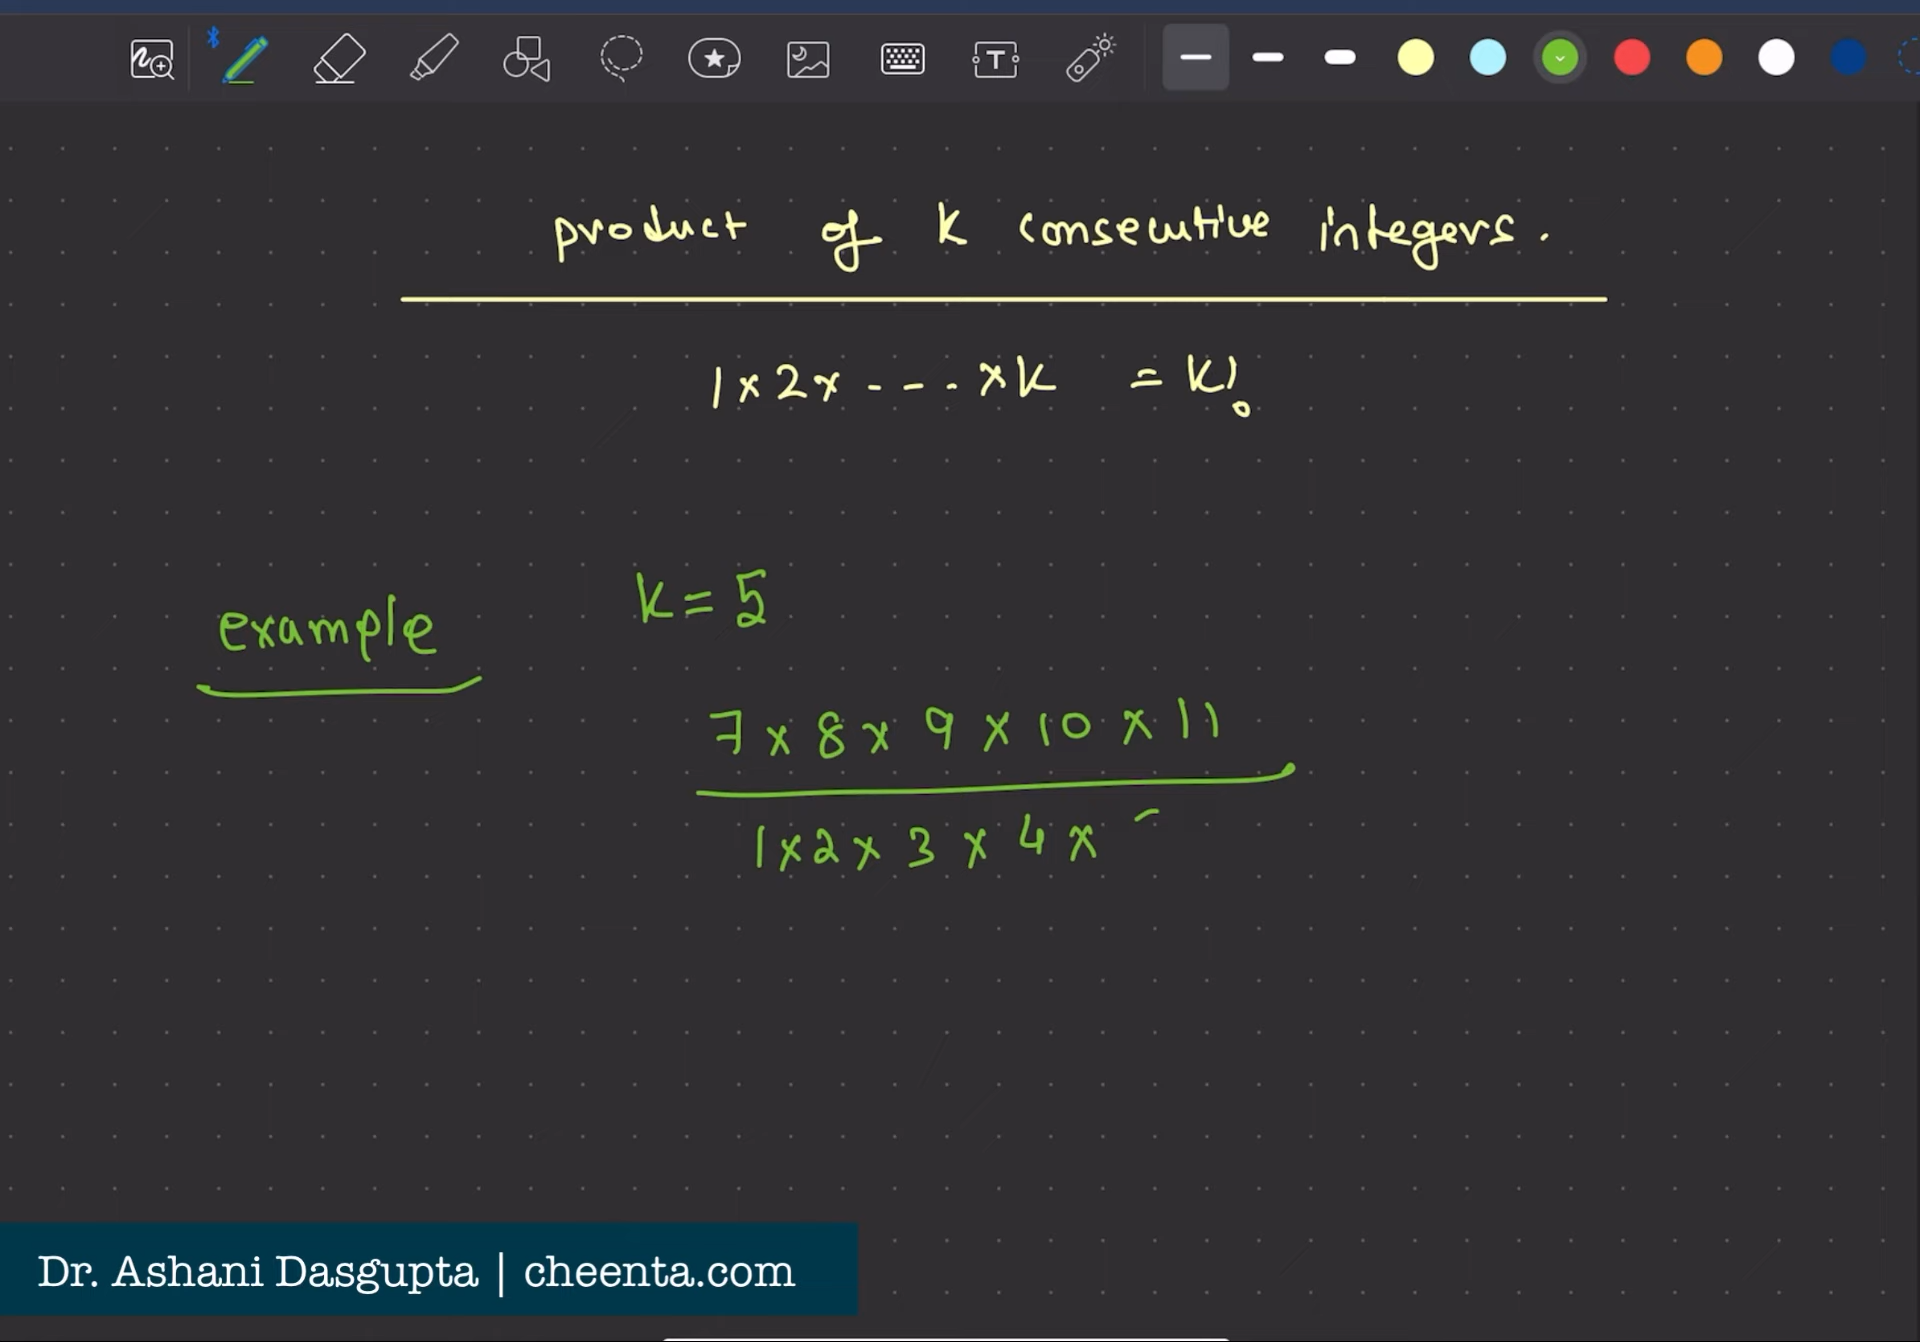 product of k consecutive integers.
1 x 2 x - - - . x k = k!
example
k = 5
7 x 8 x 9 x 10 x 11
1 x 2 x 3 x 4 x
Dr. Ashani Dasgupta | cheenta.com